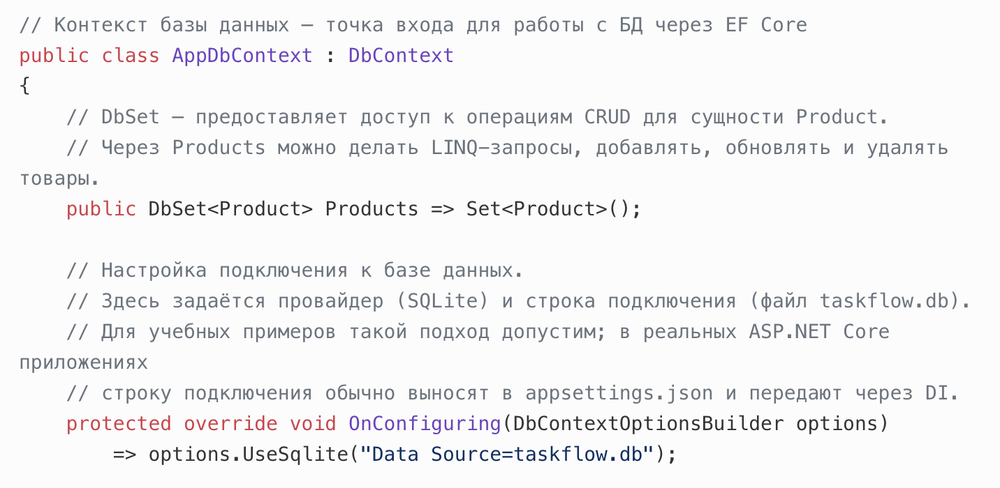 // Контекст базы данных — точка входа для работы с БД через EF Core
public class AppDbContext : DbContext
{
    // DbSet — предоставляет доступ к операциям CRUD для сущности Product.
    // Через Products можно делать LINQ-запросы, добавлять, обновлять и удалять
товары.
    public DbSet<Product> Products => Set<Product>();

    // Настройка подключения к базе данных.
    // Здесь задаётся провайдер (SQLite) и строка подключения (файл taskflow.db).
    // Для учебных примеров такой подход допустим; в реальных ASP.NET Core
приложениях
    // строку подключения обычно выносят в appsettings.json и передают через DI.
    protected override void OnConfiguring(DbContextOptionsBuilder options)
        => options.UseSqlite("Data Source=taskflow.db");